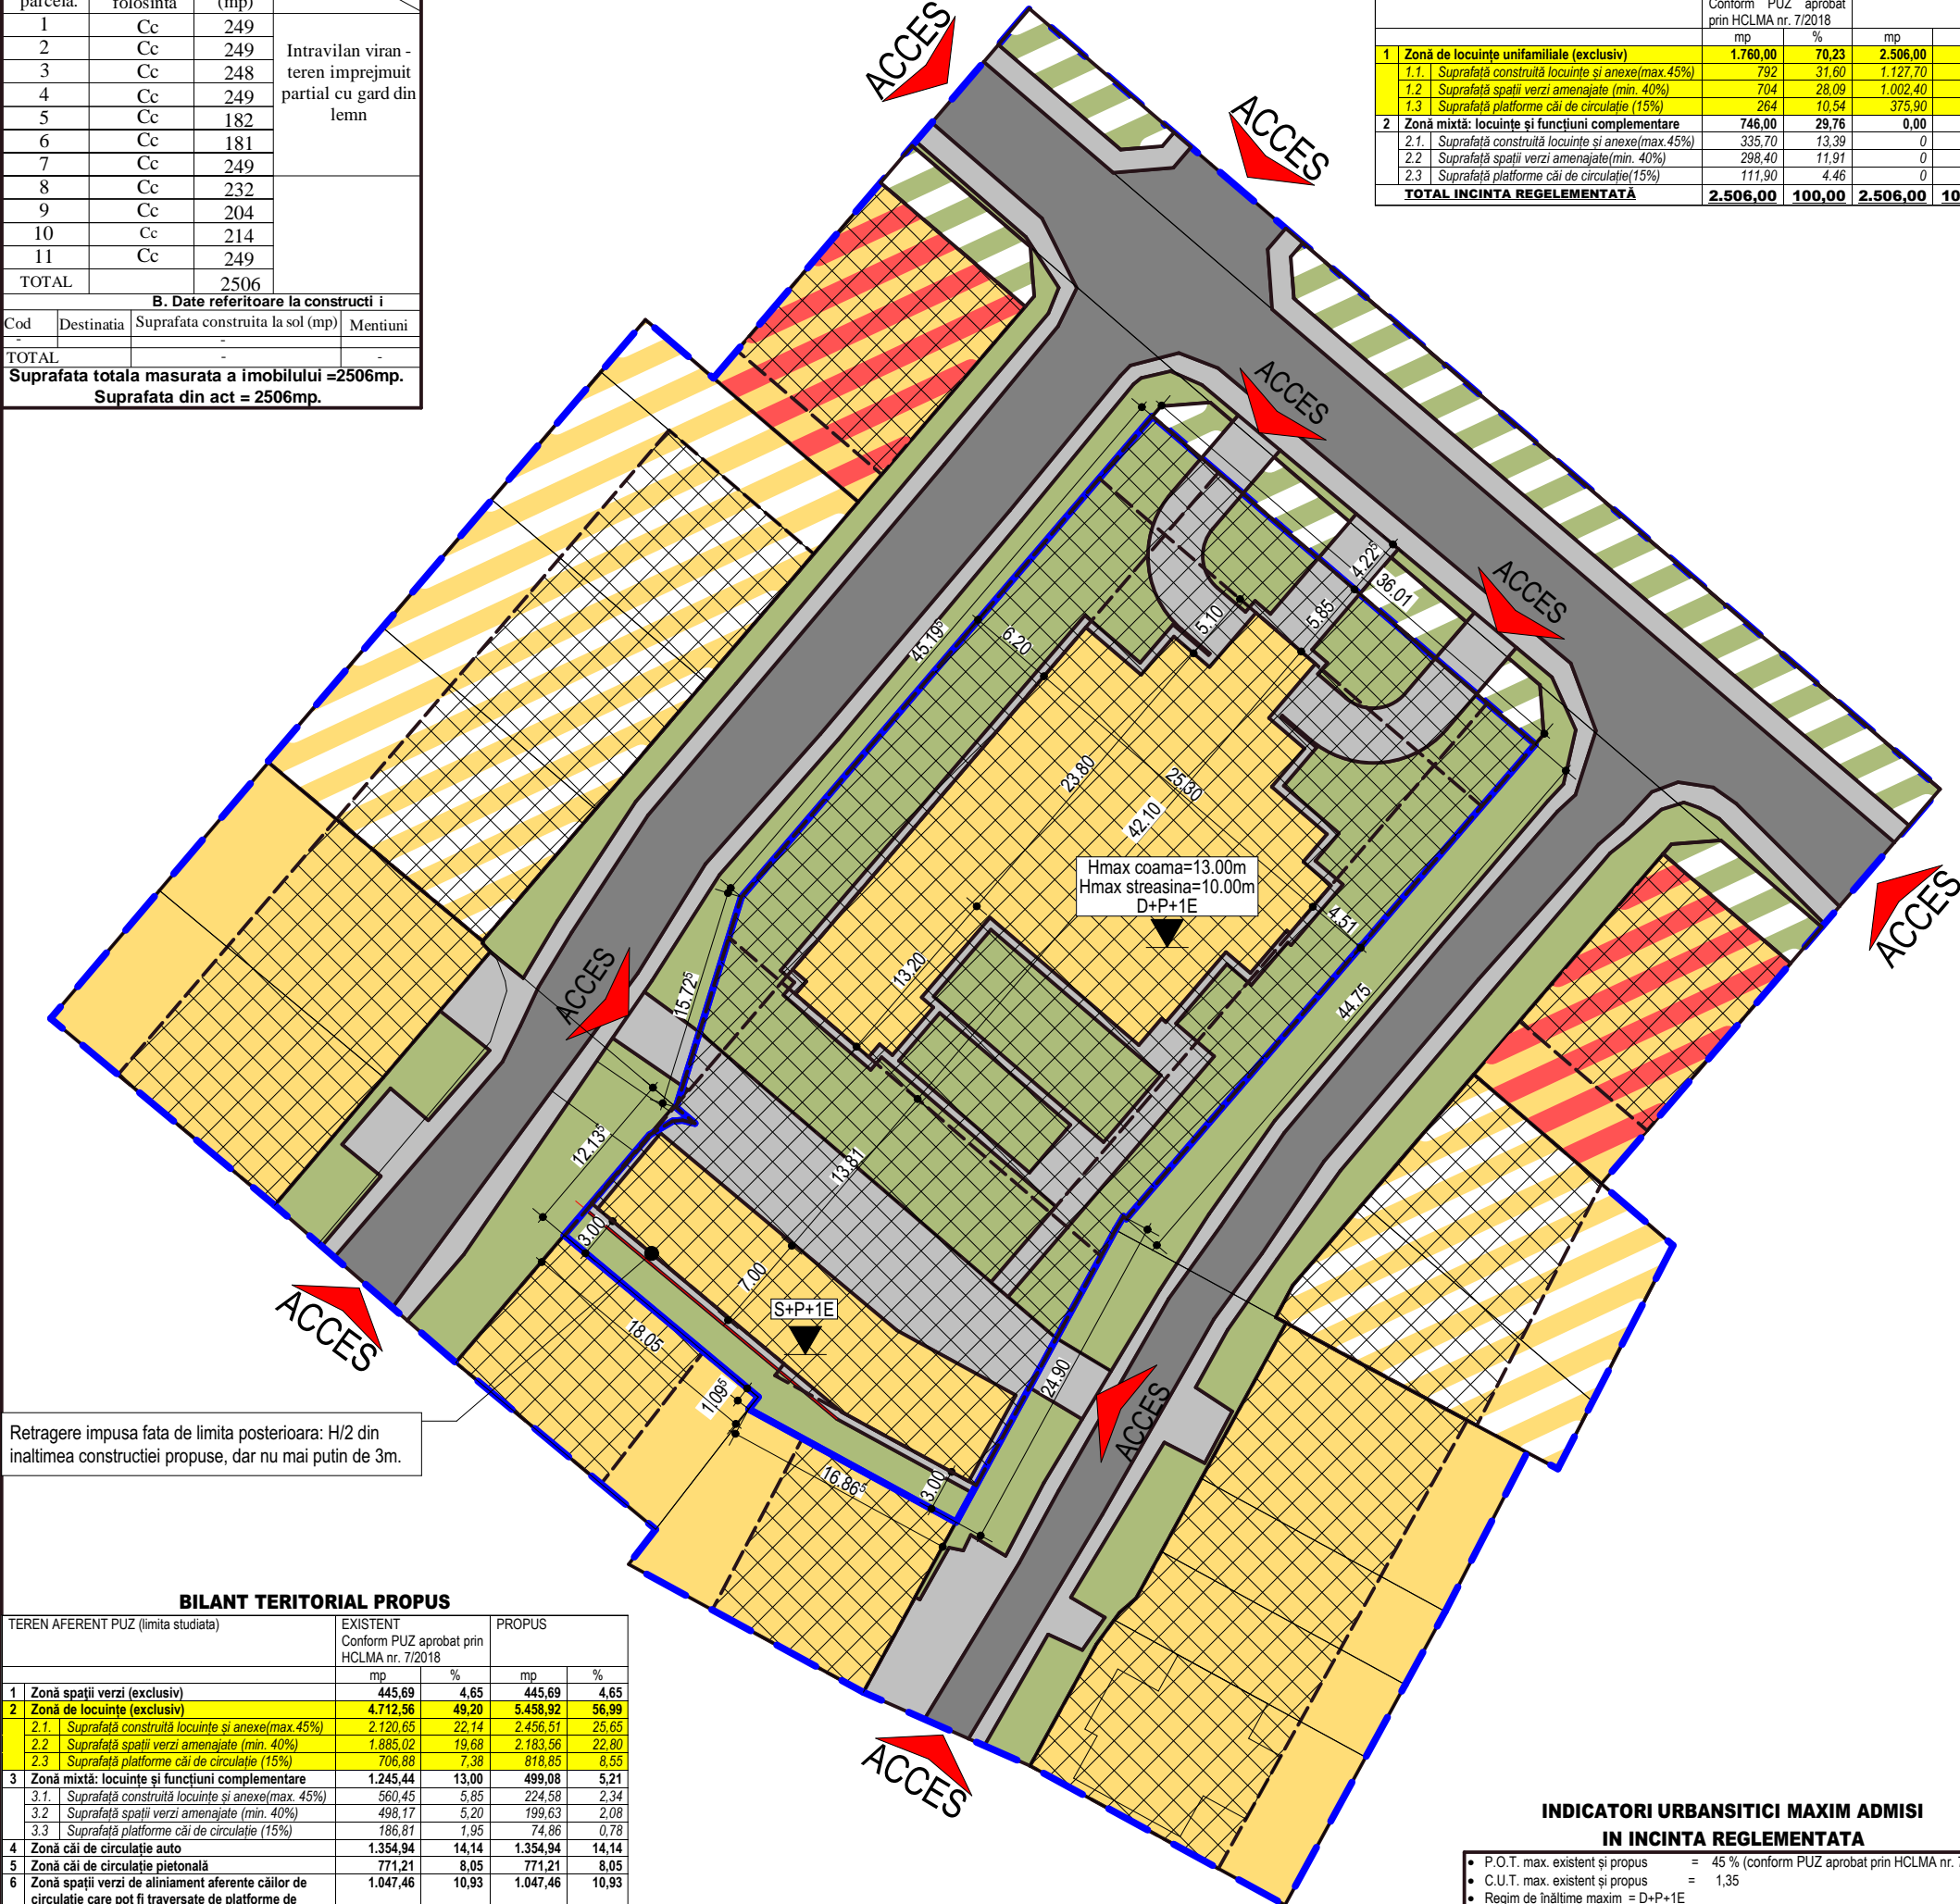 parcela. folosinta (mp)
1 Cc 249
2 Cc 249
3 Cc 248
4 Cc 249
5 Cc 182
6 Cc 181
7 Cc 249
8 Cc 232
9 Cc 204
10 Cc 214
11 Cc 249
TOTAL 2506
Intravilan viran -
teren imprejmuit
partial cu gard din
lemn
B. Date referitoare la constructi i
Cod Destinatia Suprafata construita la sol (mp) Mentiuni
- -
TOTAL - -
Suprafata totala masurata a imobilului =2506mp.
Suprafata din act = 2506mp.
Conform PUZ aprobat
prin HCLMA nr. 7/2018
mp % mp
1 Zonă de locuințe unifamiliale (exclusiv) 1.760,00 70,23 2.506,00
1.1. Suprafață construită locuințe și anexe(max.45%) 792 31,60 1.127,70
1.2 Suprafață spații verzi amenajate (min. 40%) 704 28,09 1.002,40
1.3 Suprafață platforme căi de circulație (15%) 264 10,54 375,90
2 Zonă mixtă: locuințe și funcțiuni complementare 746,00 29,76 0,00
2.1. Suprafață construită locuințe și anexe(max.45%) 335,70 13,39 0
2.2 Suprafață spații verzi amenajate(min. 40%) 298,40 11,91 0
2.3 Suprafață platforme căi de circulație(15%) 111,90 4.46 0
TOTAL INCINTA REGELEMENTATĂ 2.506,00 100,00 2.506,00 10
ACCES
ACCES
ACCES
ACCES
4.22⁵
36.01
5.10
5.85
45.19⁵
6.20
23.80
25.30
42.10
Hmax coama=13.00m
Hmax streasina=10.00m
D+P+1E
4.51
ACCES
13.20
44.75
ACCES
15.72⁵
12.13⁵
13.81
3.00
7.00
S+P+1E
18.05
1.09⁵
24.90
ACCES
ACCES
16.86⁵
3.00
ACCES
Retragere impusa fata de limita posterioara: H/2 din
inaltimea constructiei propuse, dar nu mai putin de 3m.
BILANT TERITORIAL PROPUS
TEREN AFERENT PUZ (limita studiata) EXISTENT PROPUS
Conform PUZ aprobat prin
HCLMA nr. 7/2018
mp % mp %
1 Zonă spații verzi (exclusiv) 445,69 4,65 445,69 4,65
2 Zonă de locuințe (exclusiv) 4.712,56 49,20 5.458,92 56,99
2.1. Suprafață construită locuințe și anexe(max.45%) 2.120,65 22,14 2.456,51 25,65
2.2 Suprafață spații verzi amenajate (min. 40%) 1.885,02 19,68 2.183,56 22,80
2.3 Suprafață platforme căi de circulație (15%) 706,88 7,38 818,85 8,55
3 Zonă mixtă: locuințe și funcțiuni complementare 1.245,44 13,00 499,08 5,21
3.1. Suprafață construită locuințe și anexe(max. 45%) 560,45 5,85 224,58 2,34
3.2 Suprafață spații verzi amenajate (min. 40%) 498,17 5,20 199,63 2,08
3.3 Suprafață platforme căi de circulație (15%) 186,81 1,95 74,86 0,78
4 Zonă căi de circulație auto 1.354,94 14,14 1.354,94 14,14
5 Zonă căi de circulație pietonală 771,21 8,05 771,21 8,05
6 Zonă spații verzi de aliniament aferente căilor de 1.047,46 10,93 1.047,46 10,93
circulație care pot fi traversate de platforme de
INDICATORI URBANSITICI MAXIM ADMISI
IN INCINTA REGLEMENTATA
• P.O.T. max. existent și propus = 45 % (conform PUZ aprobat prin HCLMA nr. 7
• C.U.T. max. existent și propus = 1,35
• Regim de înălțime maxim = D+P+1E